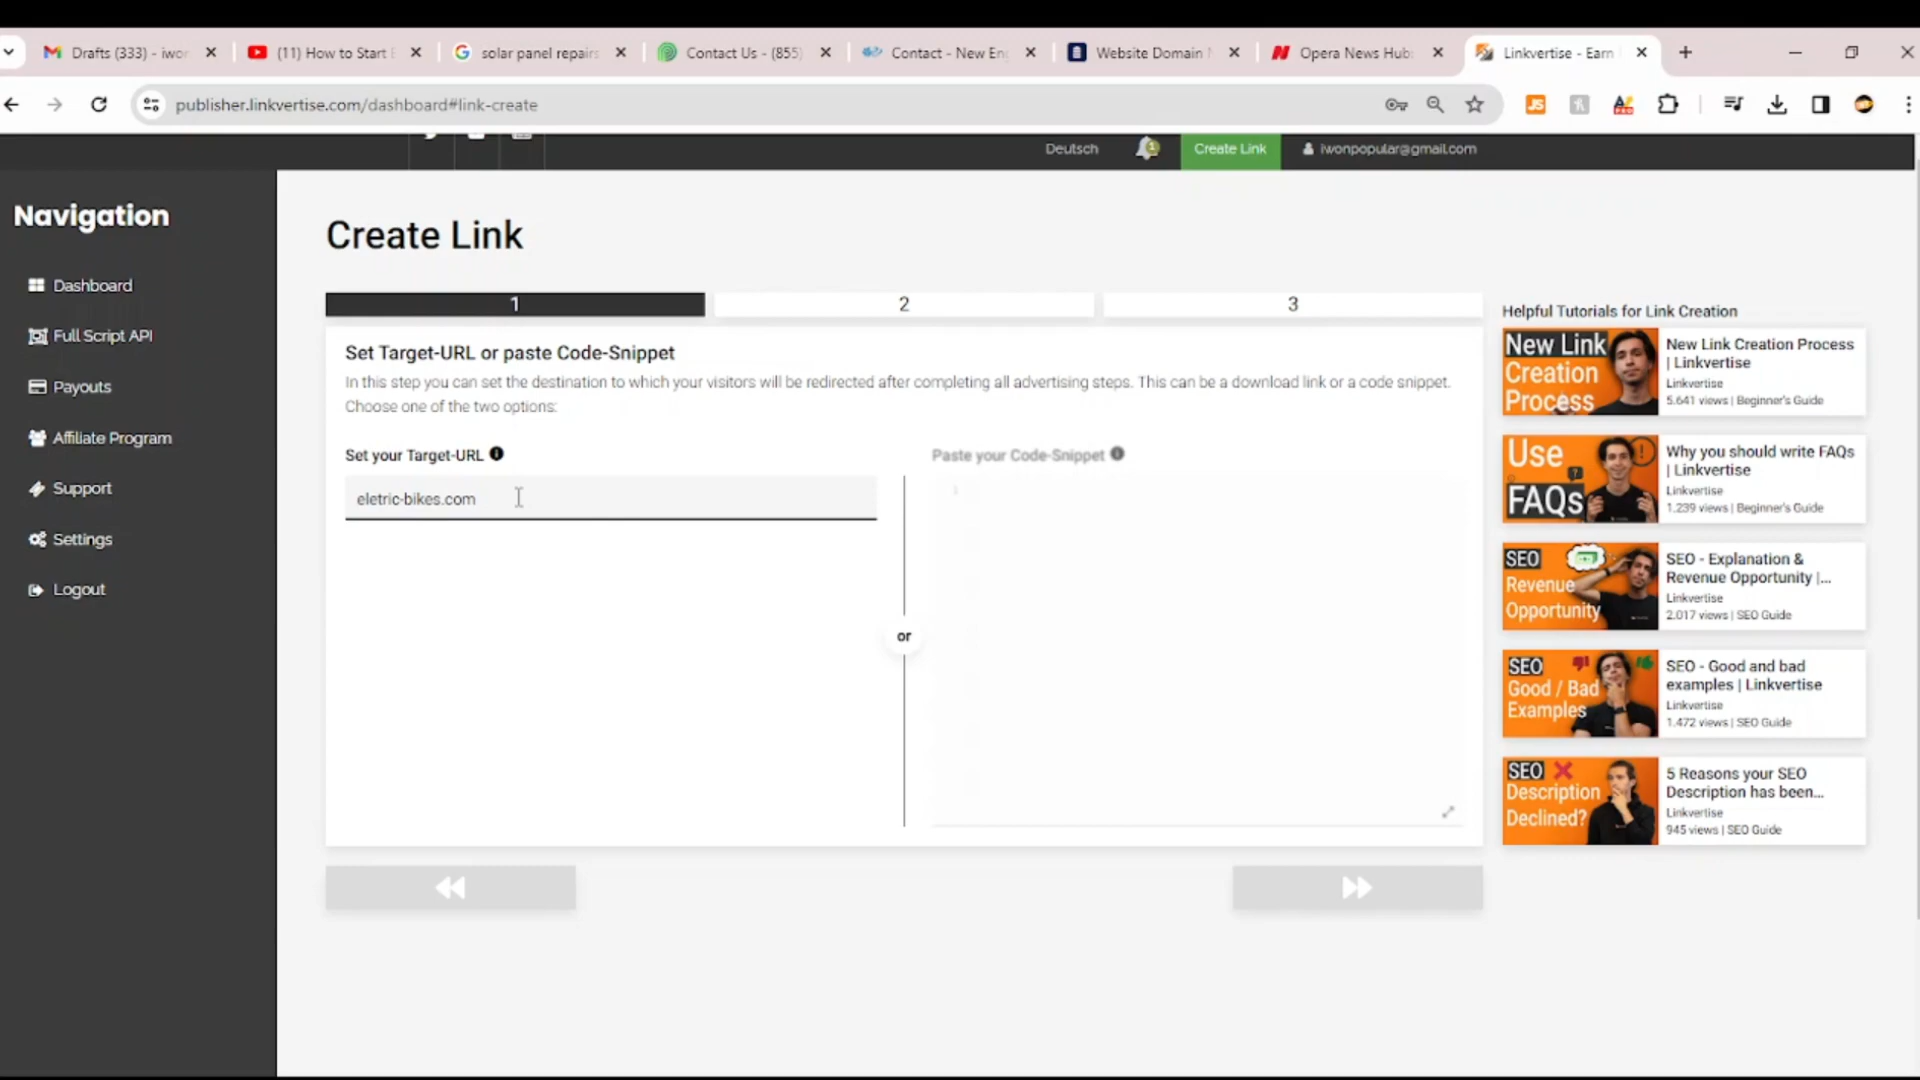 Drafts (333) - iwor
(11) How to Start E
solar panel repairs
Contact Us - (855)
Contact - New En
Website Domain
Opera News Hub
Linkvertise - Earn
publisher.linkvertise.com/dashboard#link-create
Deutsch
1
Create Link
iwonpopular@gmail.com
Navigation
Dashboard
Full Script API
Payouts
Affiliate Program
Support
Settings
Logout
Create Link
1
2
3
Set Target-URL or paste Code-Snippet
In this step you can set the destination to which your visitors will be redirected after completing all advertising steps. This can be a download link or a code snippet.
Choose one of the two options:
Set your Target-URL
eletric-bikes.com
or
Paste your Code-Snippet
1
Helpful Tutorials for Link Creation
New Link
Creation
Process
New Link Creation Process
| Linkvertise
Linkvertise
5.641 views | Beginner's Guide
Use
FAQs
Why you should write FAQs
| Linkvertise
Linkvertise
1.239 views | Beginner's Guide
SEO
Revenue
Opportunity
SEO - Explanation &
Revenue Opportunity |...
Linkvertise
2.017 views | SEO Guide
SEO
Good / Bad
Examples
SEO - Good and bad
examples | Linkvertise
Linkvertise
1.472 views | SEO Guide
SEO
Description
Declined?
5 Reasons your SEO
Description has been...
Linkvertise
945 views | SEO Guide